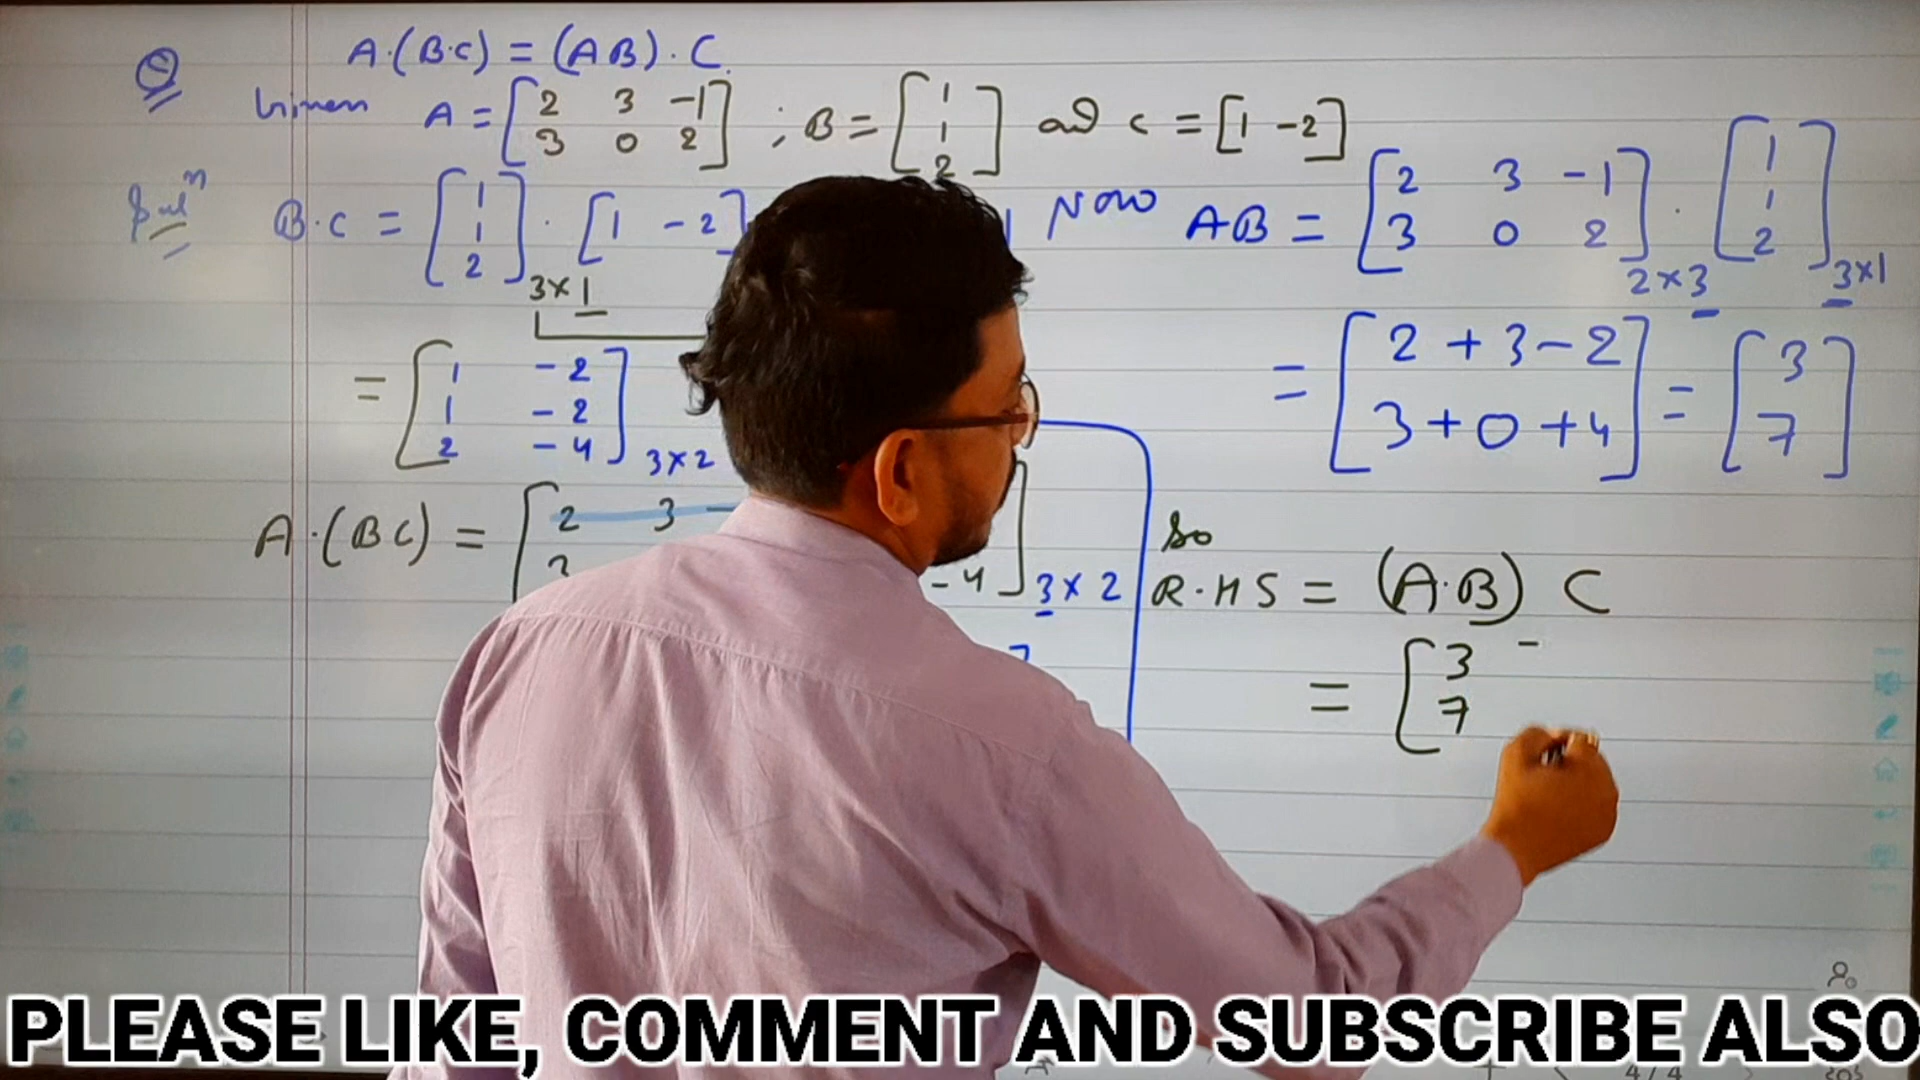 Q A·(B·C) = (AB)·C
Given A = [2 3 -1 3 0 2] ; B = [1 1 2] and C = [1 -2]
Solⁿ B·C = [1 1 2] · [1 -2]
3×1
= [1 -2 1 -2 2 -4] 3×2
A·(BC) = [2 3
-4] 3×2
Now AB = [2 3 -1 3 0 2] 2×3 · [1 1 2] 3×1
= [2+3-2 3+0+4] = [3 7]
So
R·H S = (A·B) C
= [3 - 7
PLEASE LIKE, COMMENT AND SUBSCRIBE ALSO